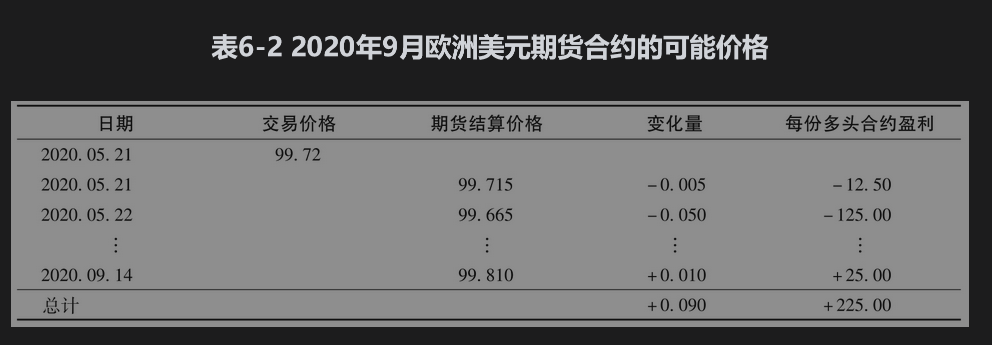 表6-2 2020年9月欧洲美元期货合约的可能价格
日期 交易价格 期货结算价格 变化量 每份多头合约盈利
2020.05.21 99.72
2020.05.21 99.715 −0.005 −12.50
2020.05.22 99.665 −0.050 −125.00
⋮ ⋮ ⋮ ⋮
2020.09.14 99.810 +0.010 +25.00
总计 +0.090 +225.00